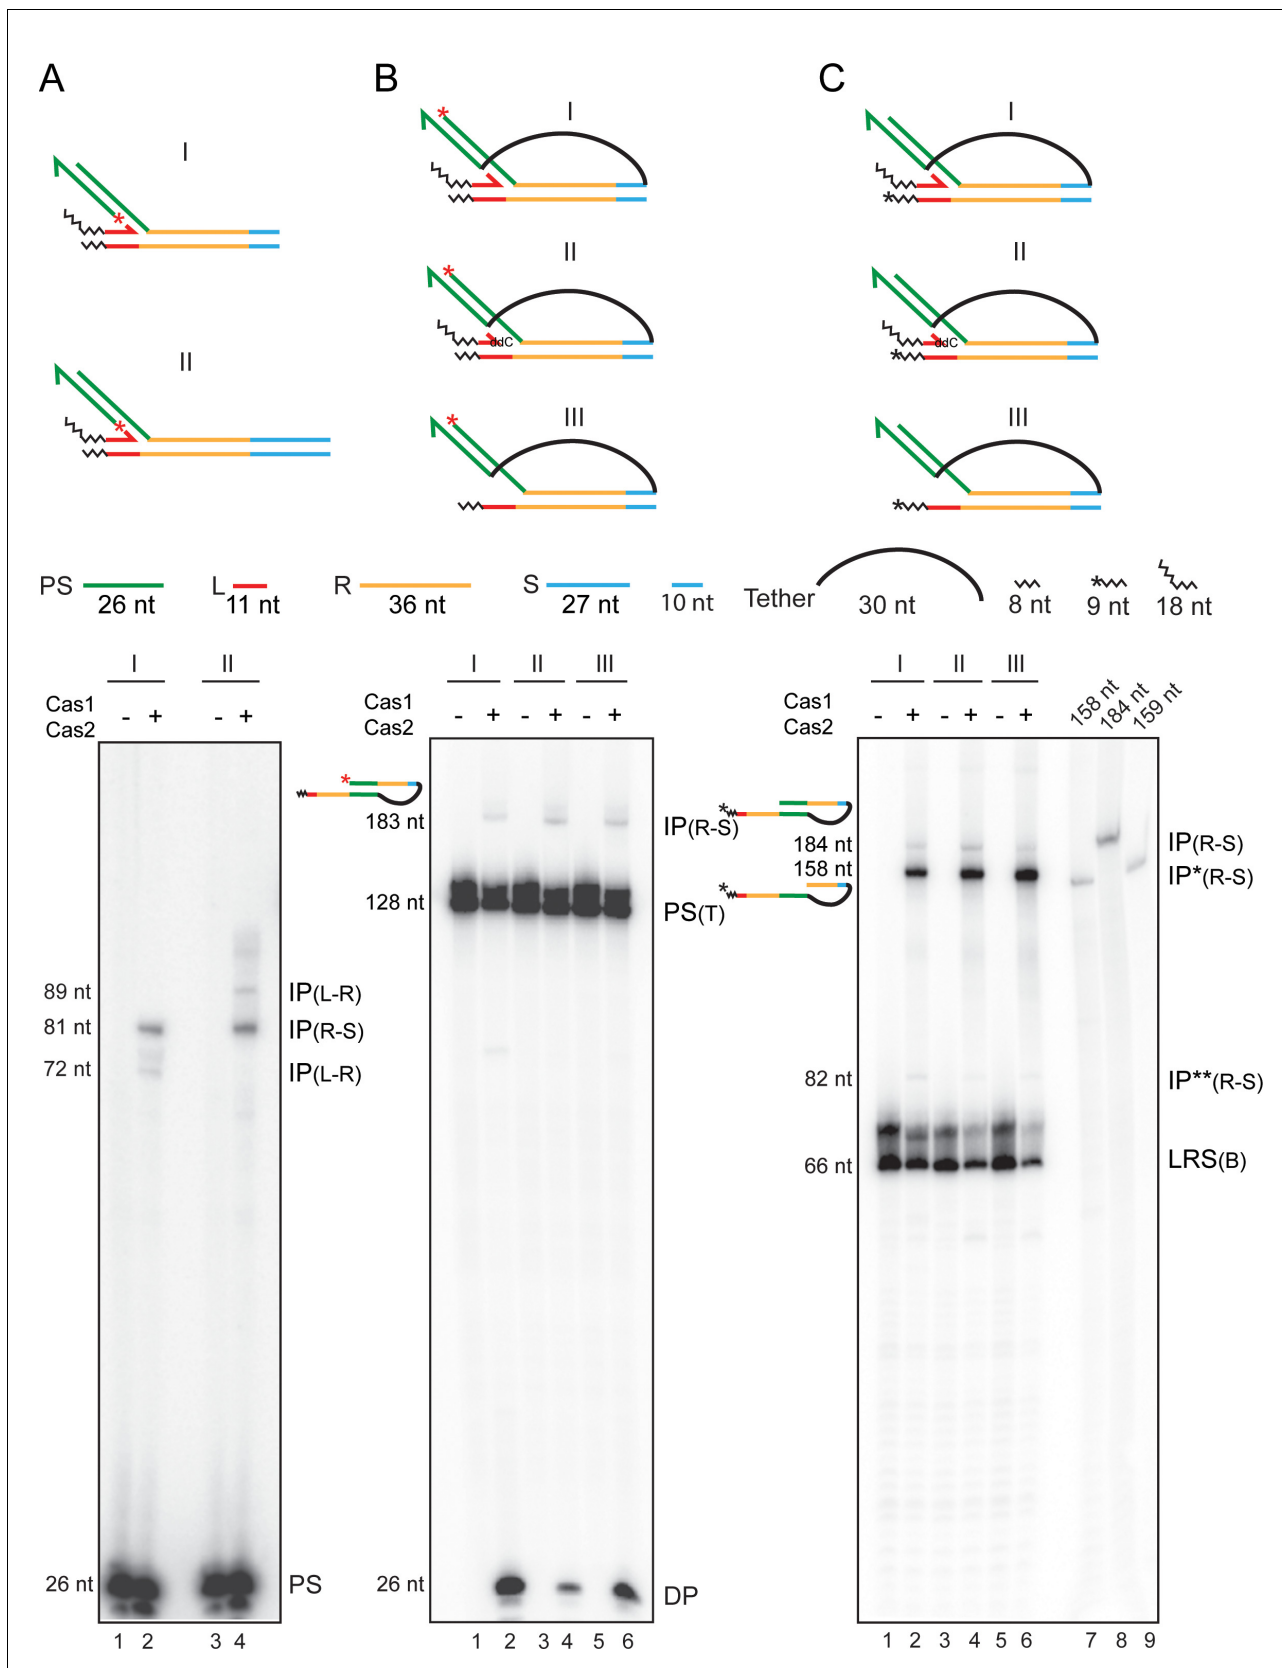 A
B
C
I
I
I
*
*
*
II
II
II
*
*
ddC
*
ddC
III
III
*
*
PS
26 nt
L
11 nt
R
36 nt
S
27 nt
10 nt
Tether
30 nt
8 nt
*
9 nt
18 nt
I
II
Cas1
Cas2
- + - +
89 nt
81 nt
72 nt
26 nt
IP(L-R)
IP(R-S)
IP(L-R)
PS
1 2 3 4
I
II
III
Cas1
Cas2
- + - + - +
*
183 nt
128 nt
26 nt
IP(R-S)
PS(T)
DP
1 2 3 4 5 6
I
II
III
158 nt
184 nt
159 nt
Cas1
Cas2
- + - + - +
*
184 nt
158 nt
*
82 nt
66 nt
IP(R-S)
IP*(R-S)
IP**(R-S)
LRS(B)
1 2 3 4 5 6 7 8 9